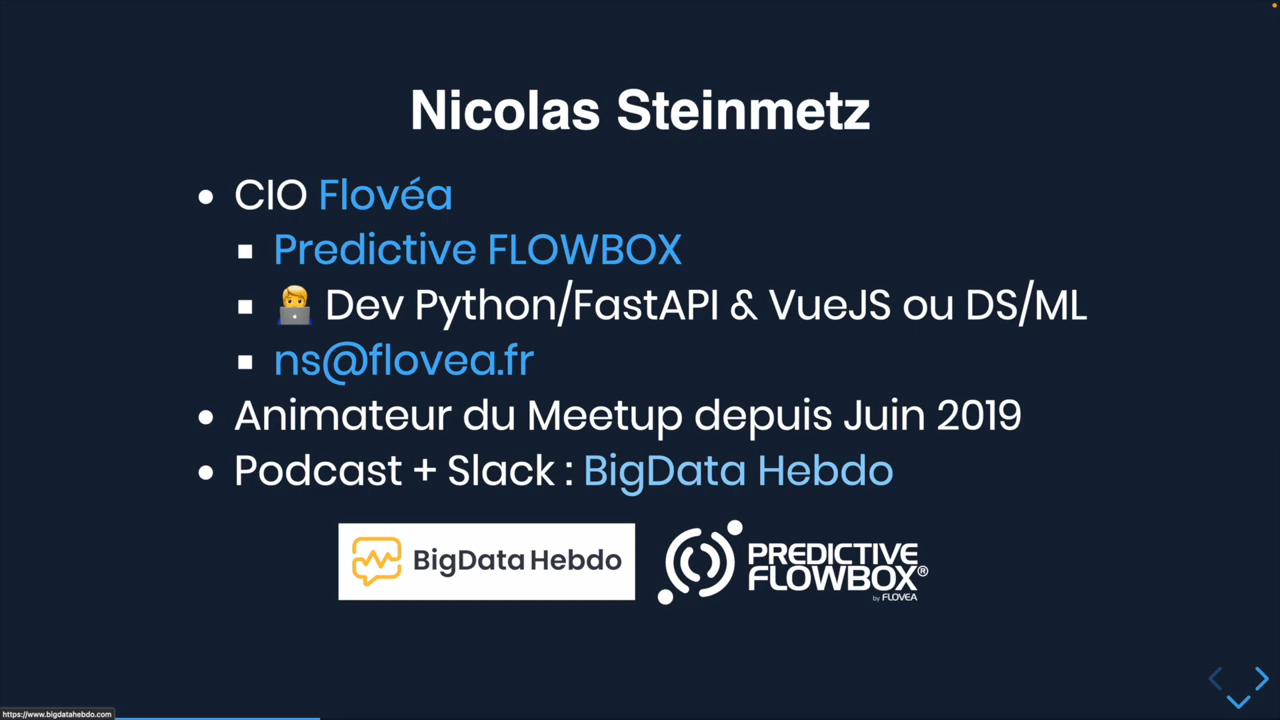 Nicolas Steinmetz
CIO Flovéa
Predictive FLOWBOX
Dev Python/FastAPI & VueJS ou DS/ML
ns@flovea.fr
Animateur du Meetup depuis Juin 2019
Podcast + Slack : BigData Hebdo
BigData Hebdo
PREDICTIVE
FLOWBOX®
by FLOVEA
https://www.bigdatahebdo.com